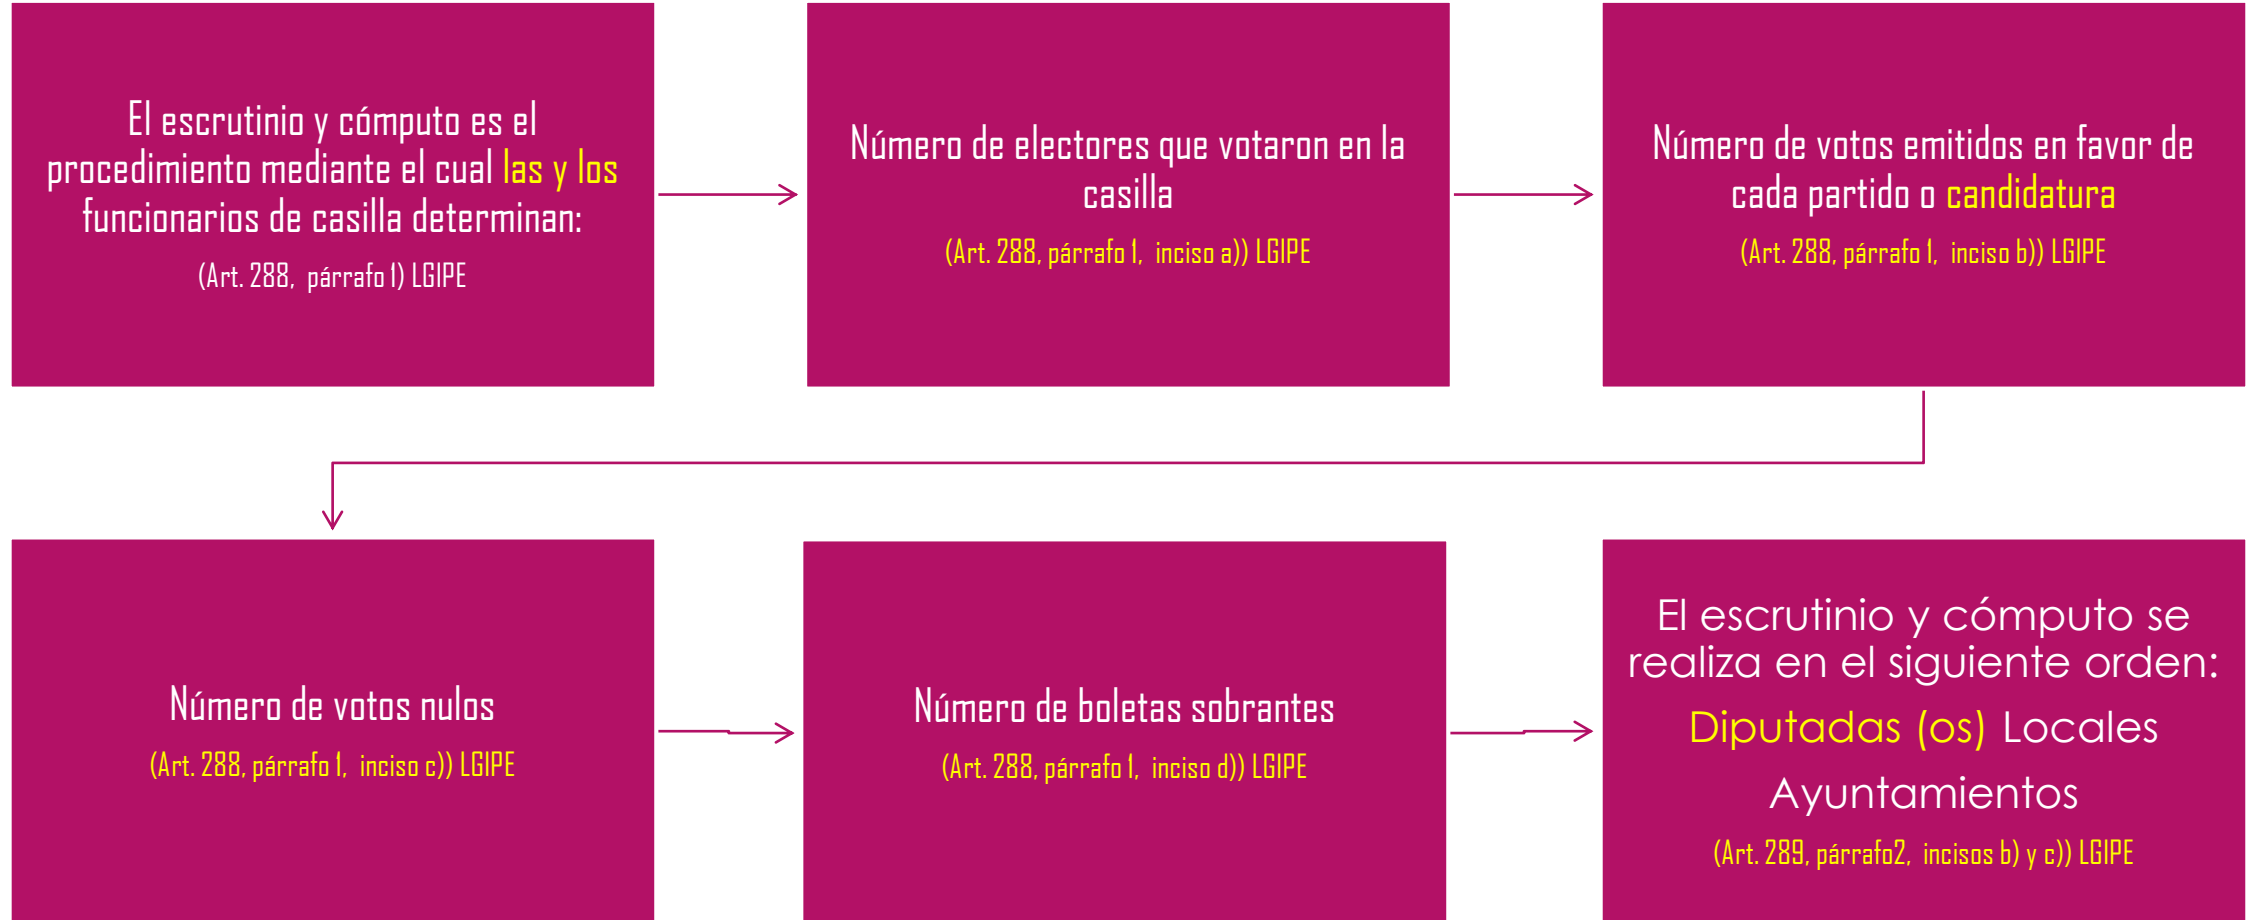 El escrutinio y cómputo es el
procedimiento mediante el cual las y los
funcionarios de casilla determinan:
(Art. 288, párrafo 1) LGIPE
Número de electores que votaron en la
casilla
(Art. 288, párrafo 1, inciso a)) LGIPE
Número de votos emitidos en favor de
cada partido o candidatura
(Art. 288, párrafo 1, inciso b)) LGIPE
Número de votos nulos
(Art. 288, párrafo 1, inciso c)) LGIPE
Número de boletas sobrantes
(Art. 288, párrafo 1, inciso d)) LGIPE
El escrutinio y cómputo se
realiza en el siguiente orden:
Diputadas (os) Locales
Ayuntamientos
(Art. 289, párrafo2, incisos b) y c)) LGIPE